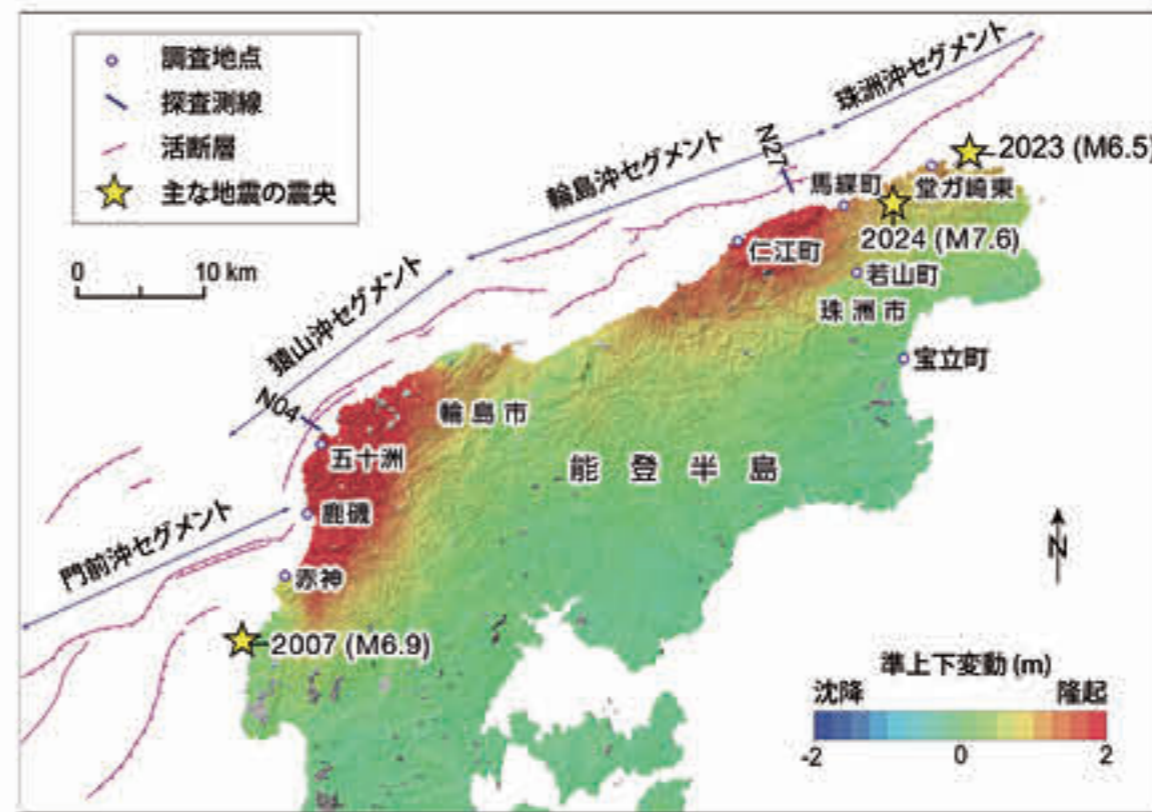 調査地点
探査測線
活断層
主な地震の震央
0 10 km
珠洲沖セグメント
輪島沖セグメント
猿山沖セグメント
門前沖セグメント
N27
N04
2023 (M6.5)
馬緤町
堂ガ崎東
2024 (M7.6)
仁江町
若山町
珠洲市
宝立町
輪島市
能登半島
五十洲
鹿磯
赤神
2007 (M6.9)
N
準上下変動 (m)
沈降 隆起
-2 0 2